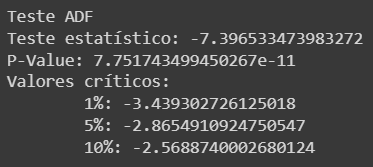 Teste ADF
Teste estatístico: -7.396533473983272
P-Value: 7.751743499450267e-11
Valores críticos:
1%: -3.439302726125018
5%: -2.8654910924750547
10%: -2.5688740002680124